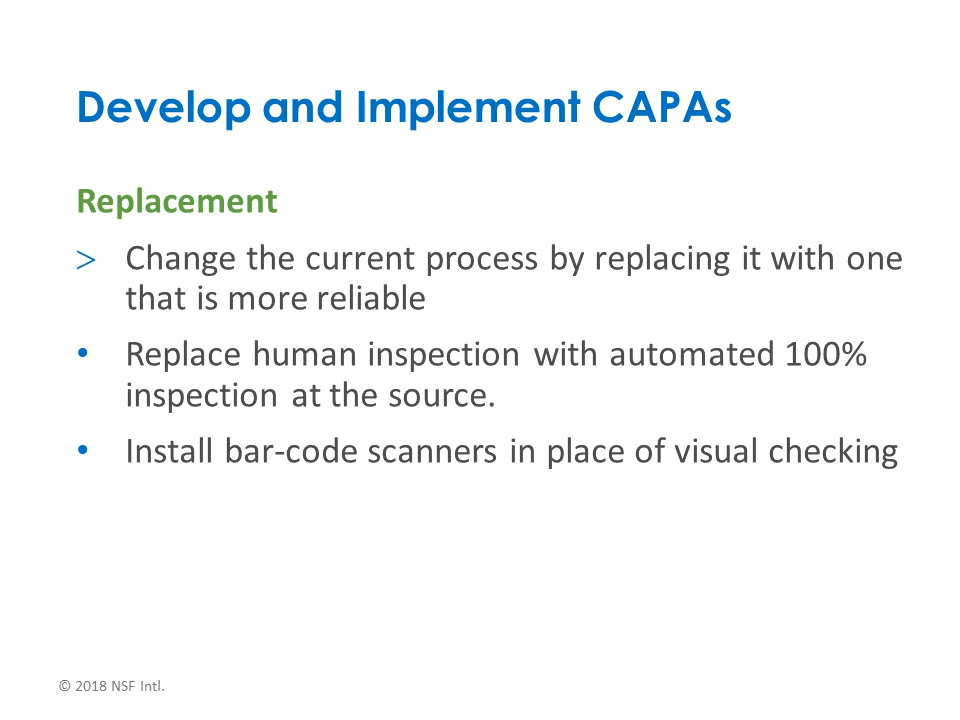 Develop and Implement CAPAs
Replacement
> Change the current process by replacing it with one
that is more reliable
• Replace human inspection with automated 100%
inspection at the source.
• Install bar-code scanners in place of visual checking
© 2018 NSF Intl.